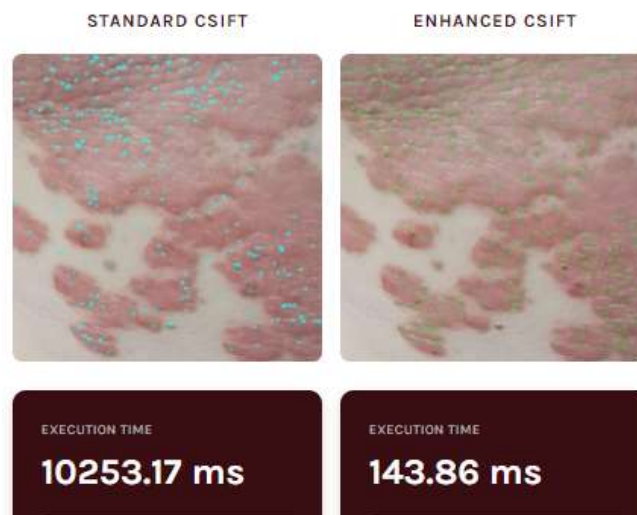 STANDARD CSIFT
ENHANCED CSIFT
EXECUTION TIME
10253.17 ms
EXECUTION TIME
143.86 ms